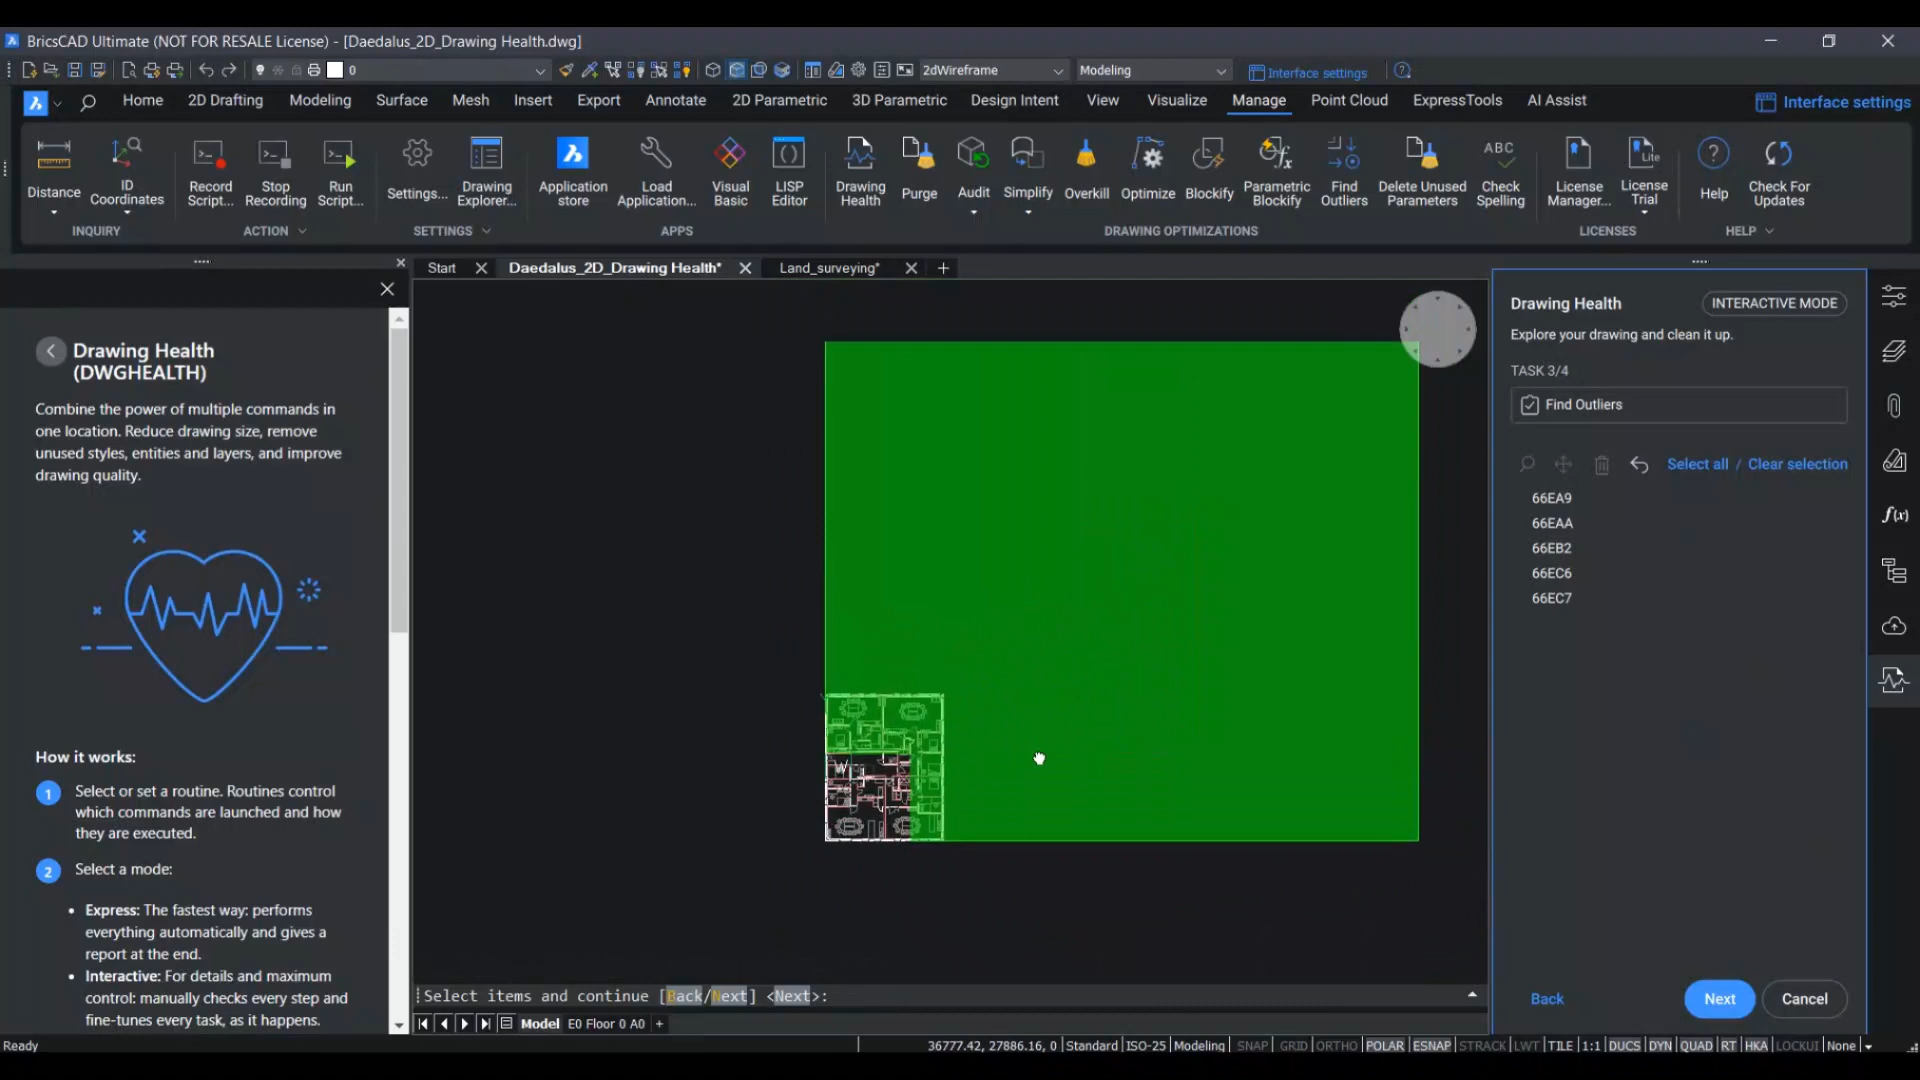 BricsCAD Ultimate (NOT FOR RESALE License) - [Daedalus_2D_Drawing Health.dwg]
0
2dWireframe
Modeling
Interface settings
Home
2D Drafting
Modeling
Surface
Mesh
Insert
Export
Annotate
2D Parametric
3D Parametric
Design Intent
View
Visualize
Manage
Point Cloud
ExpressTools
AI Assist
Interface settings
Distance
ID
Coordinates
Record
Script...
Stop
Recording
Run
Script...
Settings...
Drawing
Explorer...
Application
store
Load
Application...
Visual
Basic
LISP
Editor
Drawing
Health
Purge
Audit
Simplify
Overkill
Optimize
Blockify
Parametric
Blockify
Find
Outliers
Delete Unused
Parameters
ABC
Check
Spelling
License
Manager...
Lite
License
Trial
Help
Check For
Updates
INQUIRY
ACTION
SETTINGS
APPS
DRAWING OPTIMIZATIONS
LICENSES
HELP
Start
Daedalus_2D_Drawing Health*
Land_surveying*
Drawing Health
(DWGHEALTH)
Combine the power of multiple commands in
one location. Reduce drawing size, remove
unused styles, entities and layers, and improve
drawing quality.
How it works:
1
Select or set a routine. Routines control
which commands are launched and how
they are executed.
2
Select a mode:
• Express: The fastest way: performs
everything automatically and gives a
report at the end.
• Interactive: For details and maximum
control: manually checks every step and
fine-tunes every task, as it happens.
W
Drawing Health
INTERACTIVE MODE
Explore your drawing and clean it up.
TASK 3/4
Find Outliers
Select all / Clear selection
66EA9
66EAA
66EB2
66EC6
66EC7
Back
Next
Cancel
f(x)
Select items and continue [Back/Next] <Next>:
Model
E0 Floor 0 A0
+
Ready
36777.42, 27886.16, 0
Standard
ISO-25
Modeling
SNAP
GRID
ORTHO
POLAR
ESNAP
STRACK
LWT
TILE
1:1
DUCS
DYN
QUAD
RT
HKA
LOCKUI
None